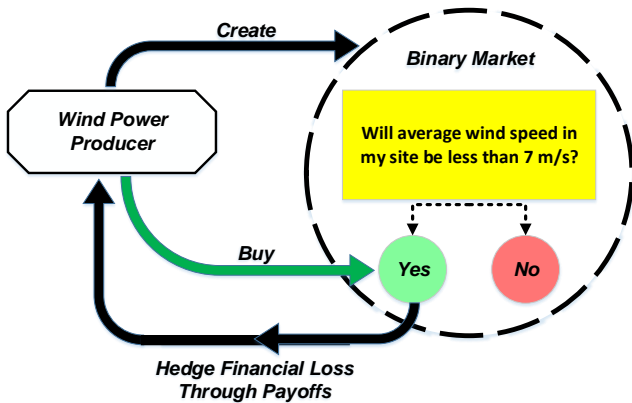 Create
Binary Market
Wind Power
Producer
Will average wind speed in
my site be less than 7 m/s?
Buy
Yes
No
Hedge Financial Loss
Through Payoffs